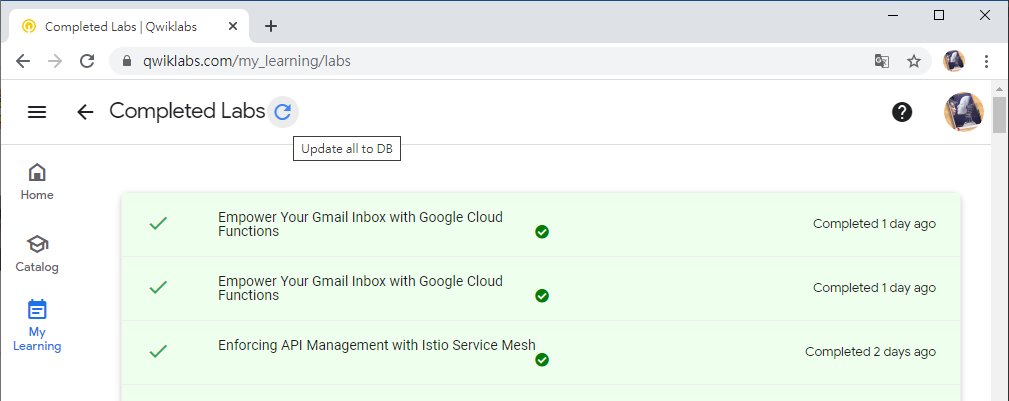 Completed Labs | Qwiklabs
qwiklabs.com/my_learning/labs
Completed Labs
Update all to DB
Home
Catalog
My
Learning
Empower Your Gmail Inbox with Google Cloud
Functions
Completed 1 day ago
Empower Your Gmail Inbox with Google Cloud
Functions
Completed 1 day ago
Enforcing API Management with Istio Service Mesh
Completed 2 days ago